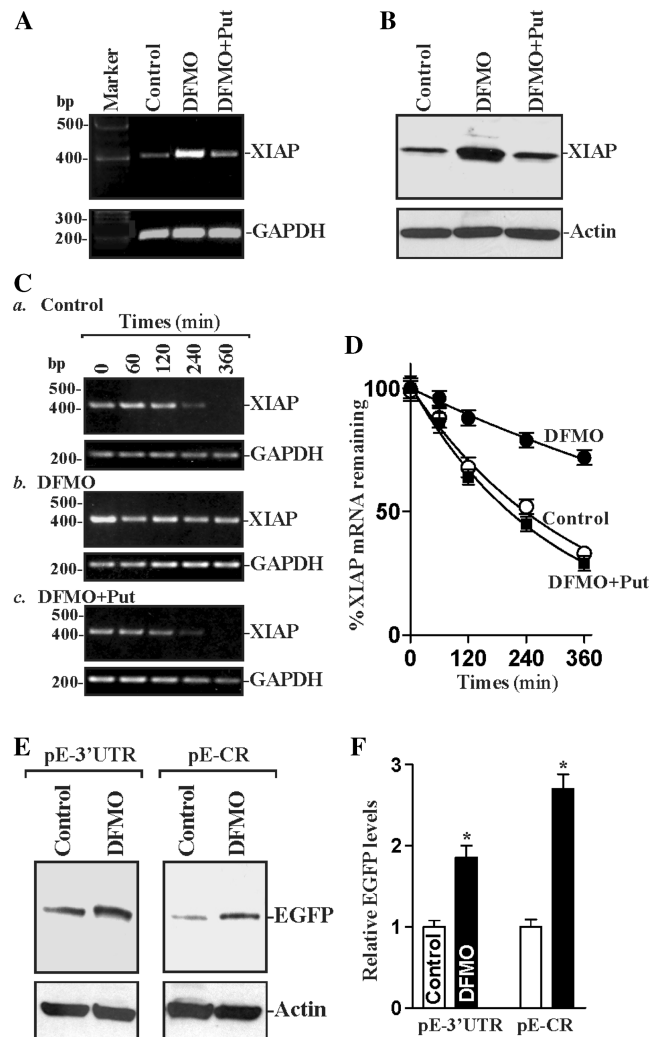 A
bp
Marker
Control
DFMO
DFMO+Put
500-
400-
-XIAP
300-
200-
-GAPDH
B
Control
DFMO
DFMO+Put
-XIAP
-Actin
C
a. Control
Times (min)
bp
0
60
120
240
360
500-
400-
-XIAP
200-
-GAPDH
b. DFMO
500-
400-
-XIAP
200-
-GAPDH
c. DFMO+Put
500-
400-
-XIAP
200-
-GAPDH
D
% XIAP mRNA remaining
100
50
0
DFMO
Control
DFMO+Put
0 120 240 360
Times (min)
E
pE-3'UTR
pE-CR
Control
DFMO
Control
DFMO
-EGFP
-Actin
F
Relative EGFP levels
3
2
1
0
*
*
Control
DFMO
pE-3'UTR pE-CR